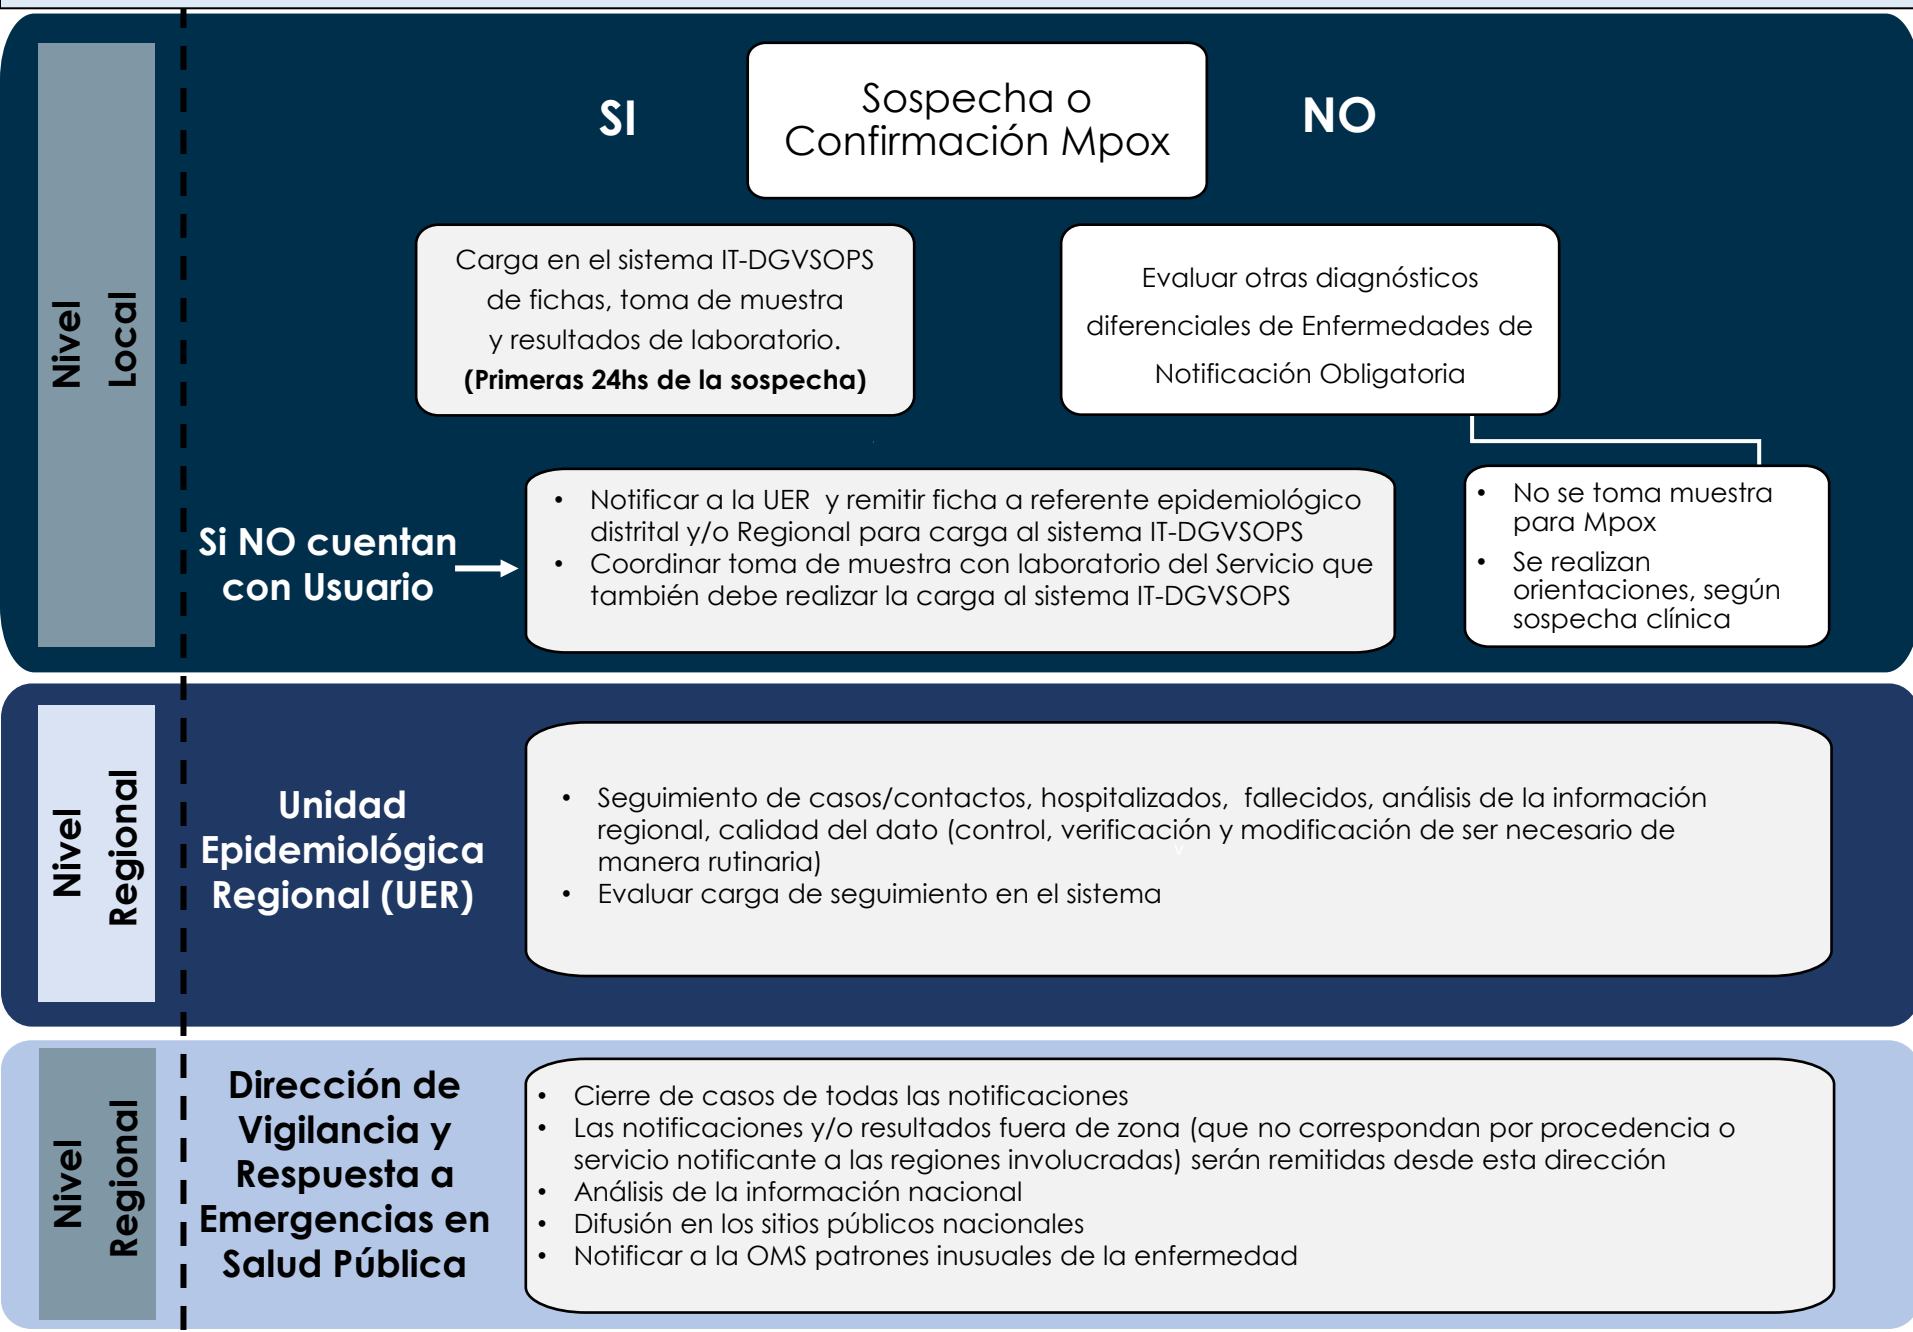 Sospecha o
Confirmación Mpox
SI
NO
Nivel
Local
Carga en el sistema IT-DGVSOPS
de fichas, toma de muestra
y resultados de laboratorio.
(Primeras 24hs de la sospecha)
Evaluar otras diagnósticos
diferenciales de Enfermedades de
Notificación Obligatoria
Si NO cuentan
con Usuario
• Notificar a la UER y remitir ficha a referente epidemiológico
distrital y/o Regional para carga al sistema IT-DGVSOPS
• Coordinar toma de muestra con laboratorio del Servicio que
también debe realizar la carga al sistema IT-DGVSOPS
• No se toma muestra
para Mpox
• Se realizan
orientaciones, según
sospecha clínica
Nivel
Regional
Unidad
Epidemiológica
Regional (UER)
• Seguimiento de casos/contactos, hospitalizados, fallecidos, análisis de la información
regional, calidad del dato (control, verificación y modificación de ser necesario de
manera rutinaria)
• Evaluar carga de seguimiento en el sistema
Nivel
Regional
Dirección de
Vigilancia y
Respuesta a
Emergencias en
Salud Pública
• Cierre de casos de todas las notificaciones
• Las notificaciones y/o resultados fuera de zona (que no correspondan por procedencia o
servicio notificante a las regiones involucradas) serán remitidas desde esta dirección
• Análisis de la información nacional
• Difusión en los sitios públicos nacionales
• Notificar a la OMS patrones inusuales de la enfermedad